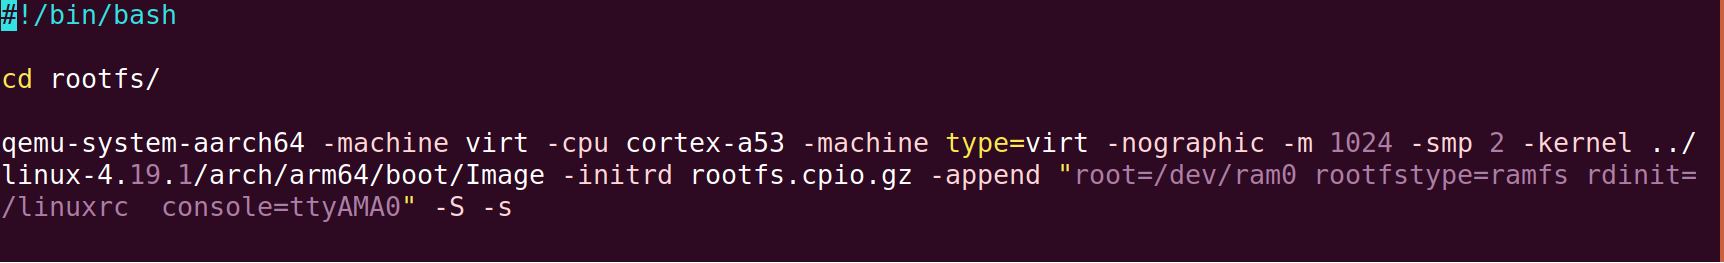 #!/bin/bash
cd rootfs/
qemu-system-aarch64 -machine virt -cpu cortex-a53 -machine type=virt -nographic -m 1024 -smp 2 -kernel ../
linux-4.19.1/arch/arm64/boot/Image -initrd rootfs.cpio.gz -append "root=/dev/ram0 rootfstype=ramfs rdinit=
/linuxrc  console=ttyAMA0" -S -s